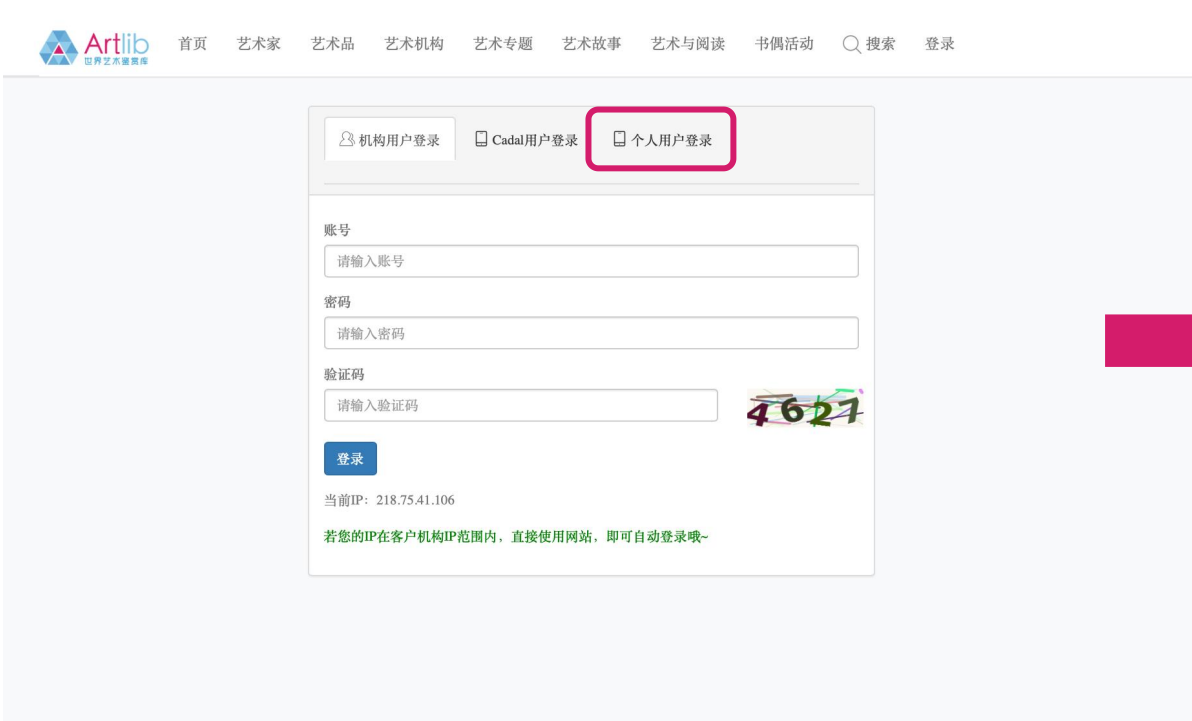 Artlib
世界艺术鉴赏库
首页 艺术家 艺术品 艺术机构 艺术专题 艺术故事 艺术与阅读 书偶活动 搜索 登录
机构用户登录 Cadal用户登录 个人用户登录
账号
请输入账号
密码
请输入密码
验证码
请输入验证码 4627
登录
当前IP: 218.75.41.106
若您的IP在客户机构IP范围内，直接使用网站，即可自动登录哦~